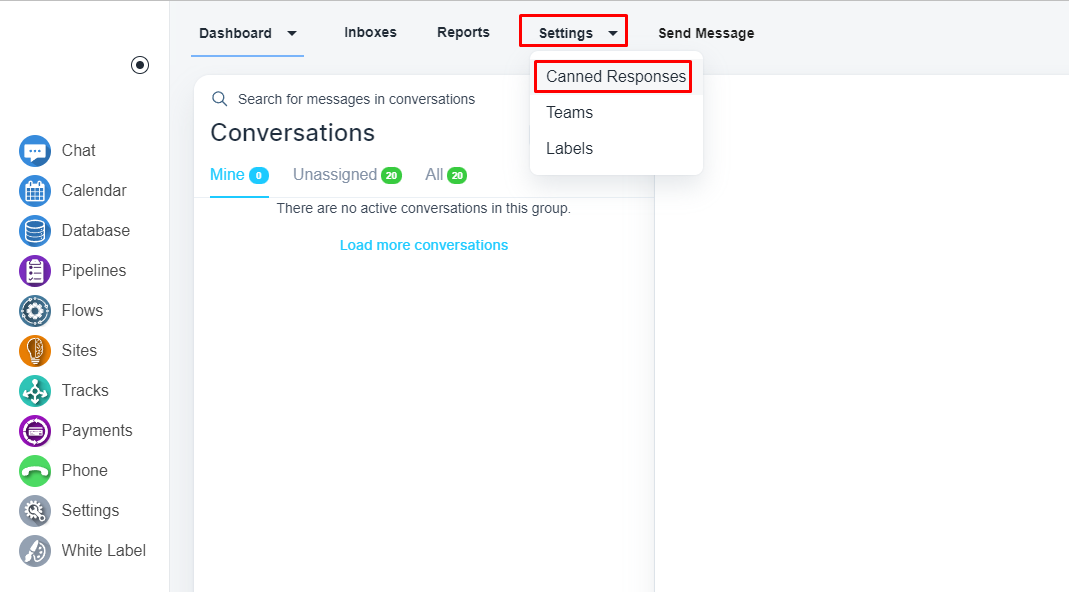 Dashboard Inboxes Reports Settings Send Message
Canned Responses
Teams
Labels
Search for messages in conversations
Conversations
Mine 0 Unassigned 20 All 20
There are no active conversations in this group.
Load more conversations
Chat
Calendar
Database
Pipelines
Flows
Sites
Tracks
Payments
Phone
Settings
White Label